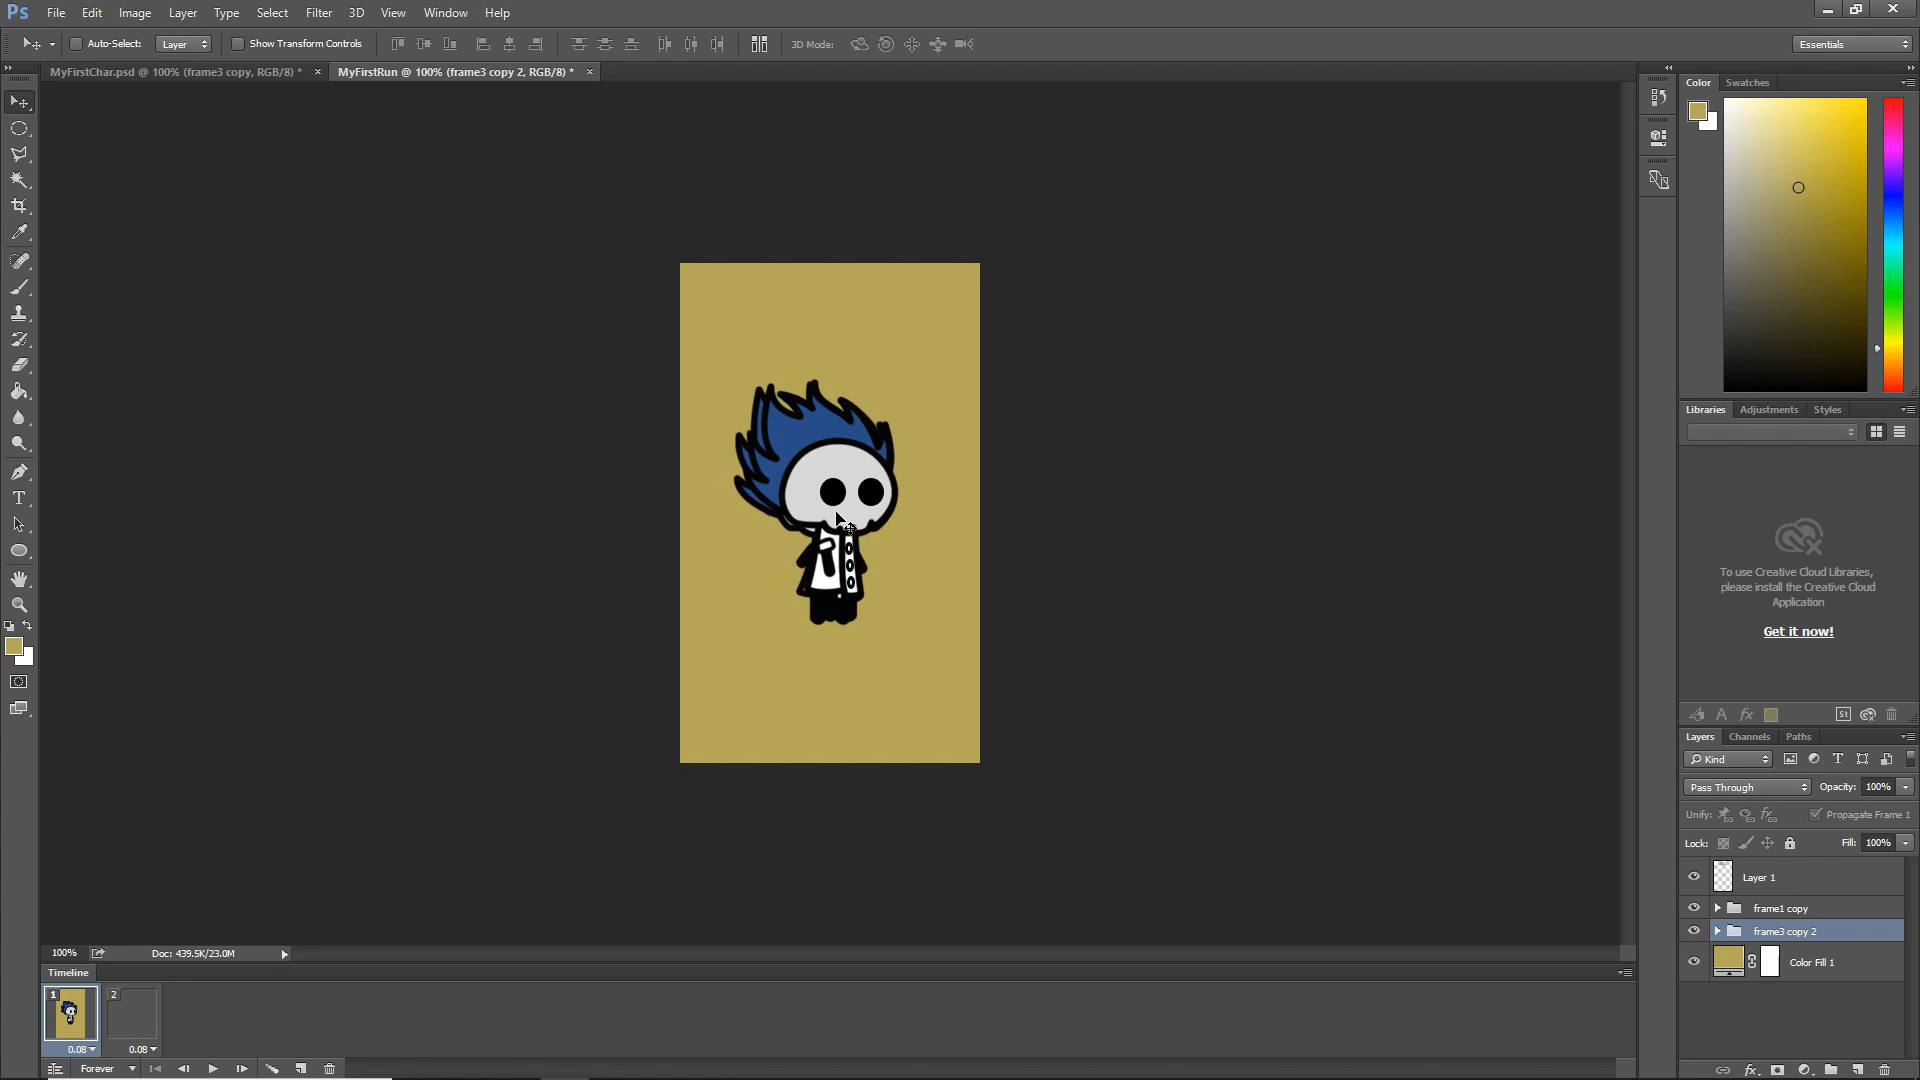 Ps File Edit Image Layer Type Select Filter 3D View Window Help
Auto-Select: Layer Show Transform Controls 3D Mode: Essentials
MyFirstChar.psd @ 100% (frame3 copy, RGB/8) * × MyFirstRun @ 100% (frame3 copy 2, RGB/8) * ×
Color Swatches
Libraries Adjustments Styles
To use Creative Cloud Libraries,
please install the Creative Cloud
Application
Get it now!
A fx St
Layers Channels Paths
Kind T
Pass Through Opacity: 100%
Unify: Propagate Frame 1
Lock: Fill: 100%
Layer 1
frame1 copy
frame3 copy 2
Color Fill 1
fx
T
100% Doc: 439.5K/23.0M
Timeline
1 2
0.08 0.08
Forever